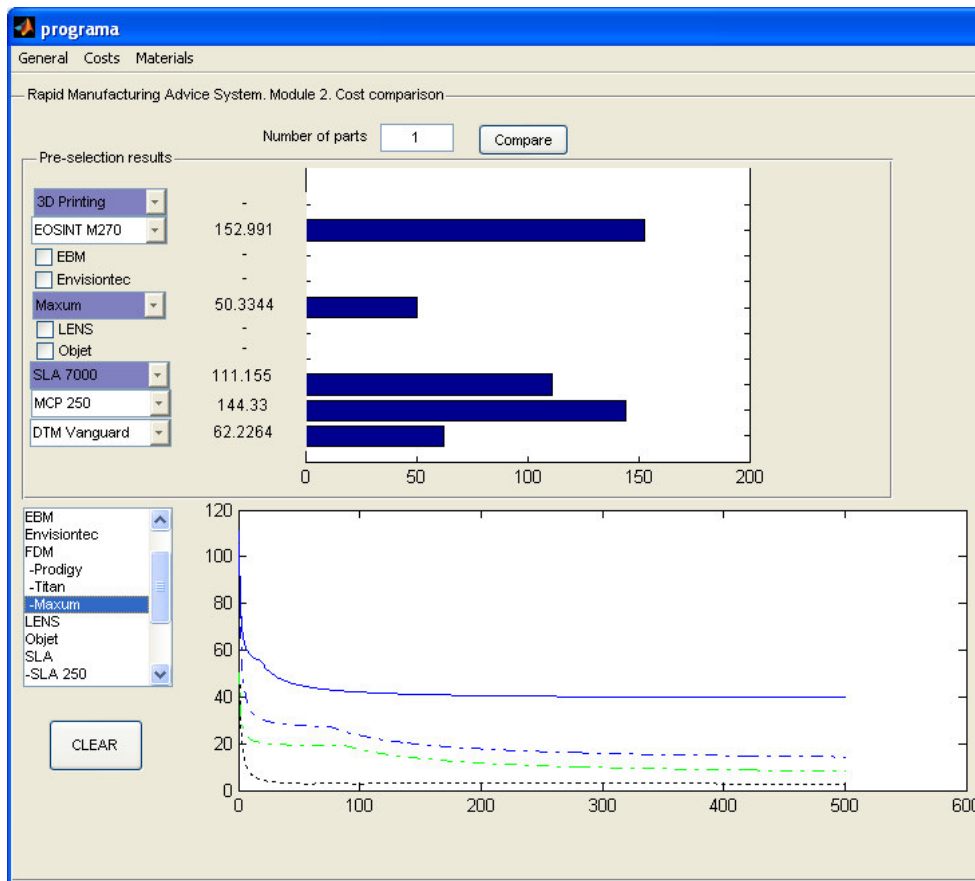 programa
General Costs Materials
Rapid Manufacturing Advice System. Module 2. Cost comparison
Number of parts 1 Compare
Pre-selection results
3D Printing -
EOSINT M270 152.991
EBM -
Envisiontec -
Maxum 50.3344
LENS -
Objet -
SLA 7000 111.155
MCP 250 144.33
DTM Vanguard 62.2264
0 50 100 150 200
EBM
Envisiontec
FDM
-Prodigy
-Titan
-Maxum
LENS
Objet
SLA
-SLA 250
CLEAR
120
100
80
60
40
20
0
0 100 200 300 400 500 600